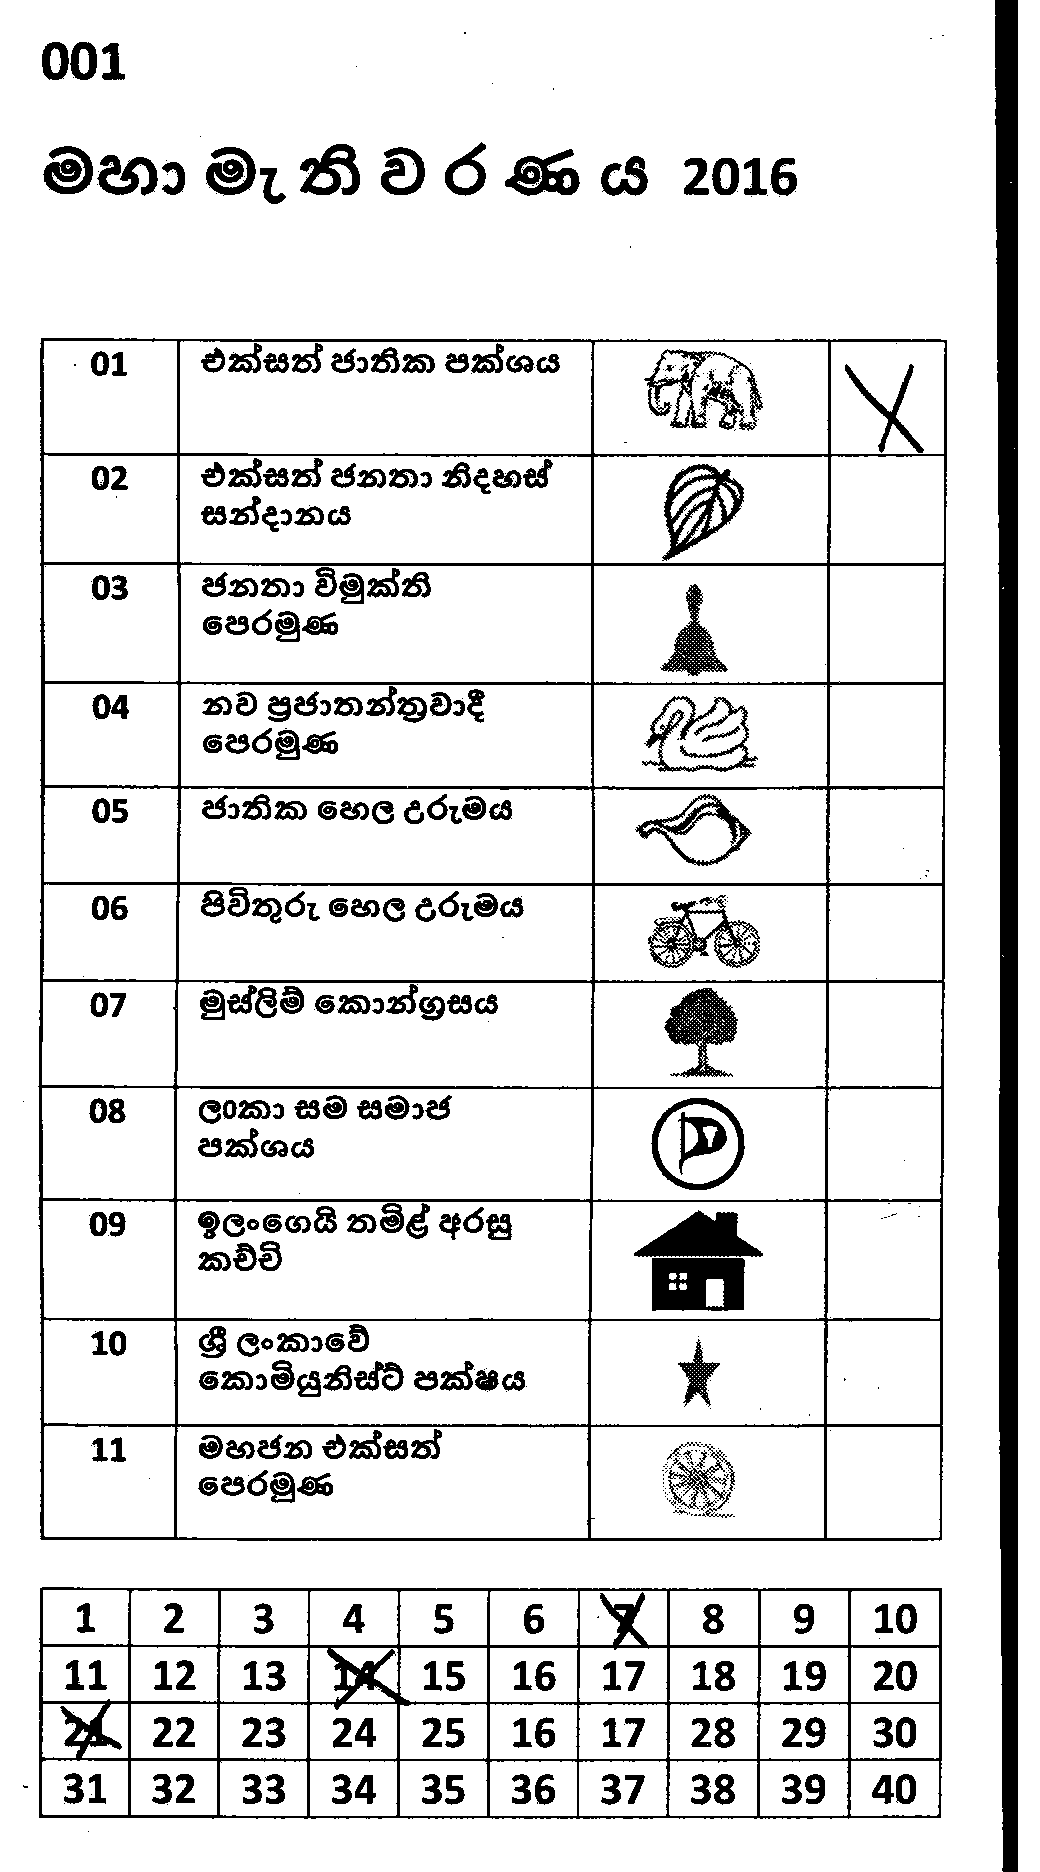 001
මහා මැ ති ව ර ණ ය 2016
01 එක්සත් ජාතික පක්ශය
02 එක්සත් ජනතා නිදහස්
සන්දානය
03 ජනතා විමුක්ති
පෙරමුණ
04 නව ප්‍රජාතන්ත්‍රවාදී
පෙරමුණ
05 ජාතික හෙල උරුමය
06 පිවිතුරු හෙල උරුමය
07 මුස්ලිම් කොන්ග්‍රසය
08 ල0කා සම සමාජ
පක්ශය
09 ඉලංගෙයි තමිළ් අරසු
කච්චි
10 ශ්‍රී ලංකාවේ
කොමියුනිස්ට් පක්ෂය
11 මහජන එක්සත්
පෙරමුණ
1 2 3 4 5 6 7 8 9 10
11 12 13 14 15 16 17 18 19 20
21 22 23 24 25 16 17 28 29 30
31 32 33 34 35 36 37 38 39 40